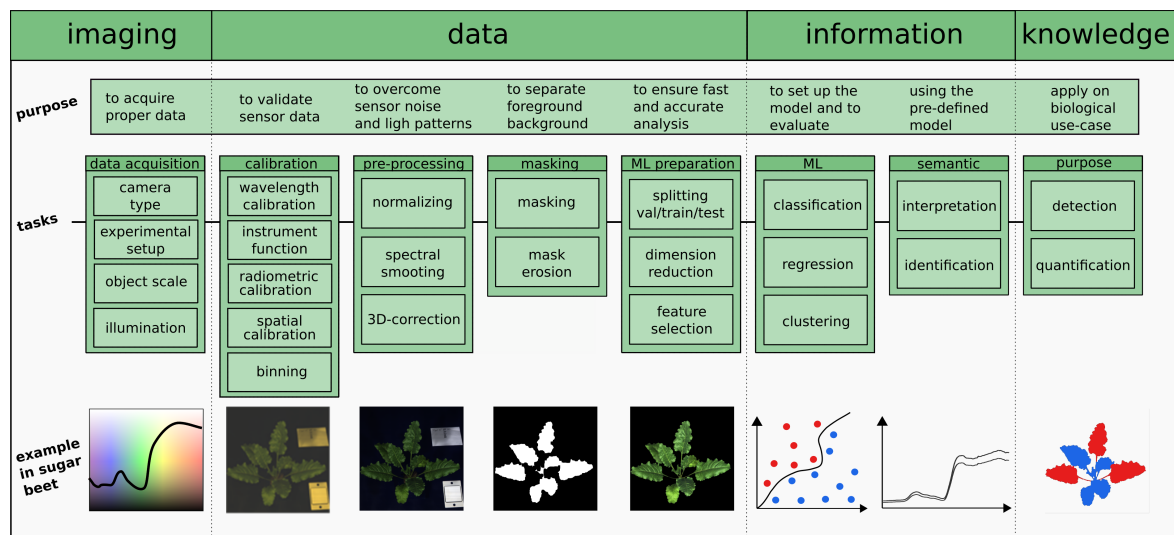 imaging
data
information
knowledge
purpose
to acquire
proper data
to validate
sensor data
to overcome
sensor noise
and ligh patterns
to separate
foreground
background
to ensure fast
and accurate
analysis
to set up the
model and to
evaluate
using the
pre-defined
model
apply on
biological
use-case
tasks
data acquisition
camera
type
experimental
setup
object scale
illumination
calibration
wavelength
calibration
instrument
function
radiometric
calibration
spatial
calibration
binning
pre-processing
normalizing
spectral
smooting
3D-correction
masking
masking
mask
erosion
ML preparation
splitting
val/train/test
dimension
reduction
feature
selection
ML
classification
regression
clustering
semantic
interpretation
identification
purpose
detection
quantification
example
in sugar
beet